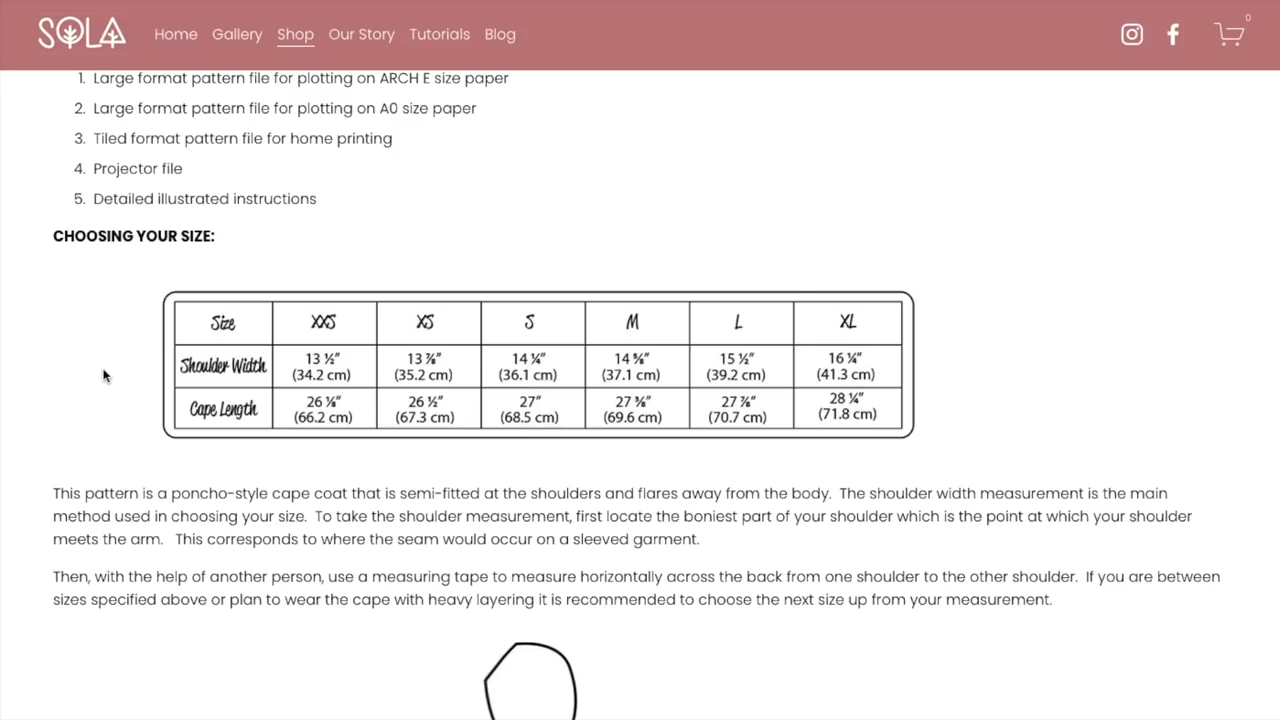 SOLA Home Gallery Shop Our Story Tutorials Blog 0
1. Large format pattern file for plotting on ARCH E size paper
2. Large format pattern file for plotting on A0 size paper
3. Tiled format pattern file for home printing
4. Projector file
5. Detailed illustrated instructions
CHOOSING YOUR SIZE:
Size XXS XS S M L XL
Shoulder Width 13 ½" (34.2 cm) 13 ⅞" (35.2 cm) 14 ¼" (36.1 cm) 14 ⅝" (37.1 cm) 15 ½" (39.2 cm) 16 ¼" (41.3 cm)
Cape Length 26 ⅛" (66.2 cm) 26 ½" (67.3 cm) 27" (68.5 cm) 27 ⅜" (69.6 cm) 27 ⅞" (70.7 cm) 28 ¼" (71.8 cm)
This pattern is a poncho-style cape coat that is semi-fitted at the shoulders and flares away from the body. The shoulder width measurement is the main
method used in choosing your size. To take the shoulder measurement, first locate the boniest part of your shoulder which is the point at which your shoulder
meets the arm. This corresponds to where the seam would occur on a sleeved garment.
Then, with the help of another person, use a measuring tape to measure horizontally across the back from one shoulder to the other shoulder. If you are between
sizes specified above or plan to wear the cape with heavy layering it is recommended to choose the next size up from your measurement.